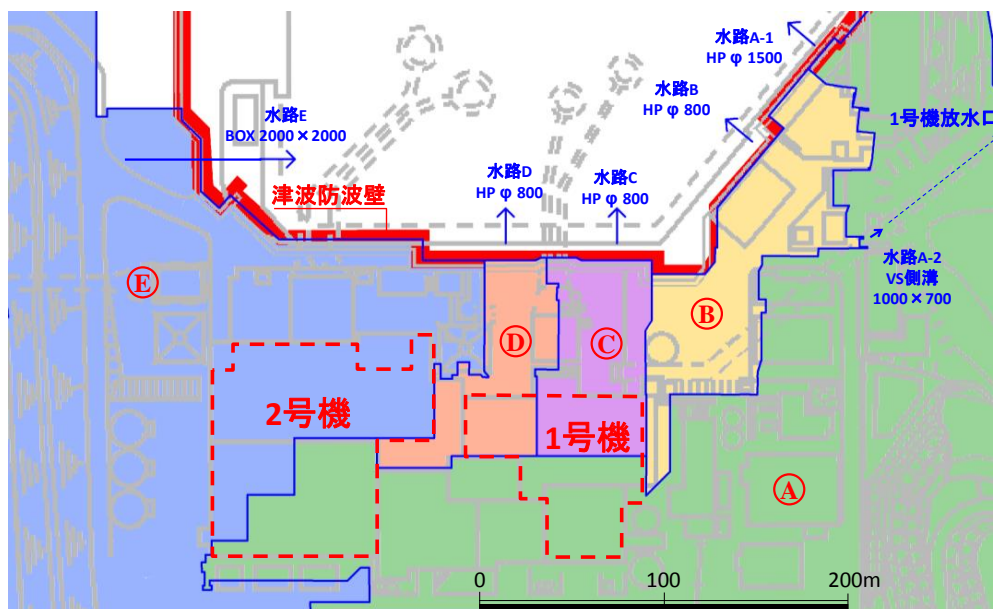 水路A-1
HP φ 1500
水路B
HP φ 800
水路E
BOX 2000×2000
1号機放水口
水路D
HP φ 800
水路C
HP φ 800
津波防波壁
水路A-2
VS側溝
1000×700
Ⓔ
Ⓑ
Ⓓ
Ⓒ
2号機
1号機
Ⓐ
0
100
200m